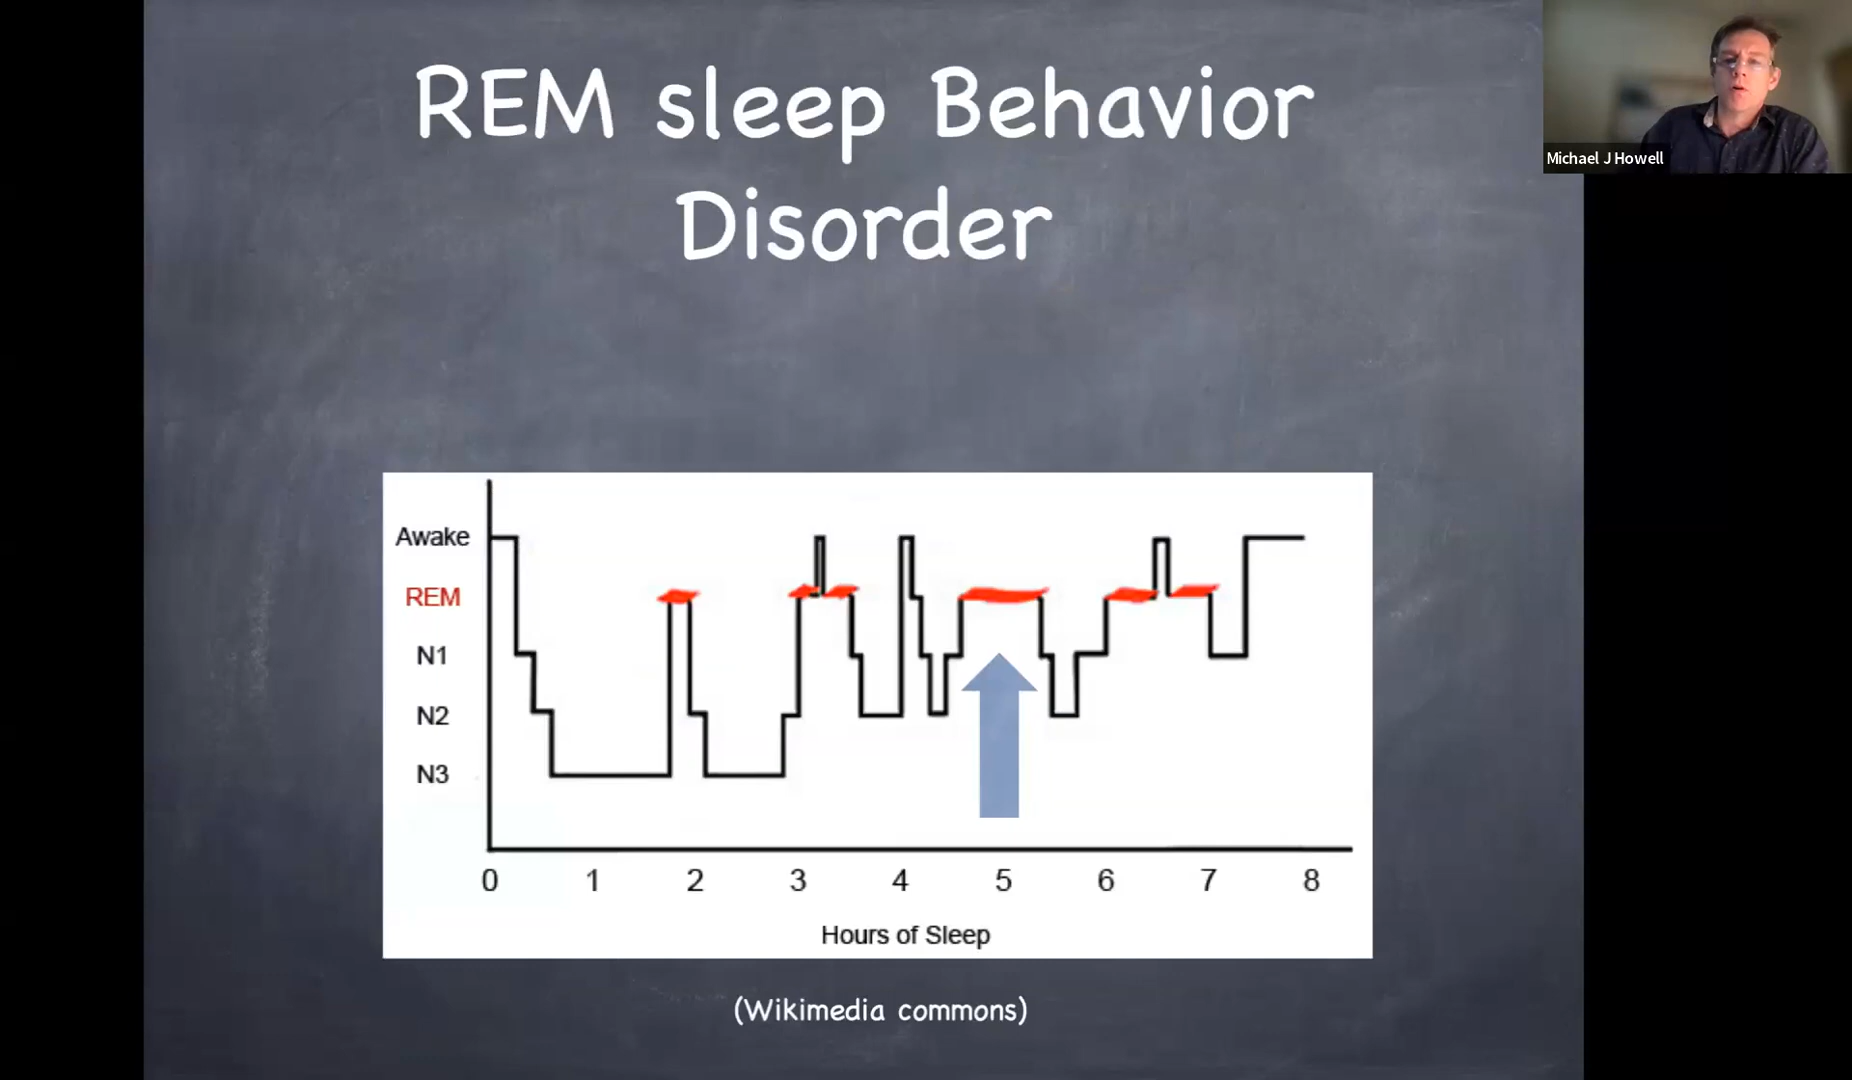 REM sleep Behavior
Disorder
Michael J Howell
Awake
REM
N1
N2
N3
0 1 2 3 4 5 6 7 8
Hours of Sleep
(Wikimedia commons)